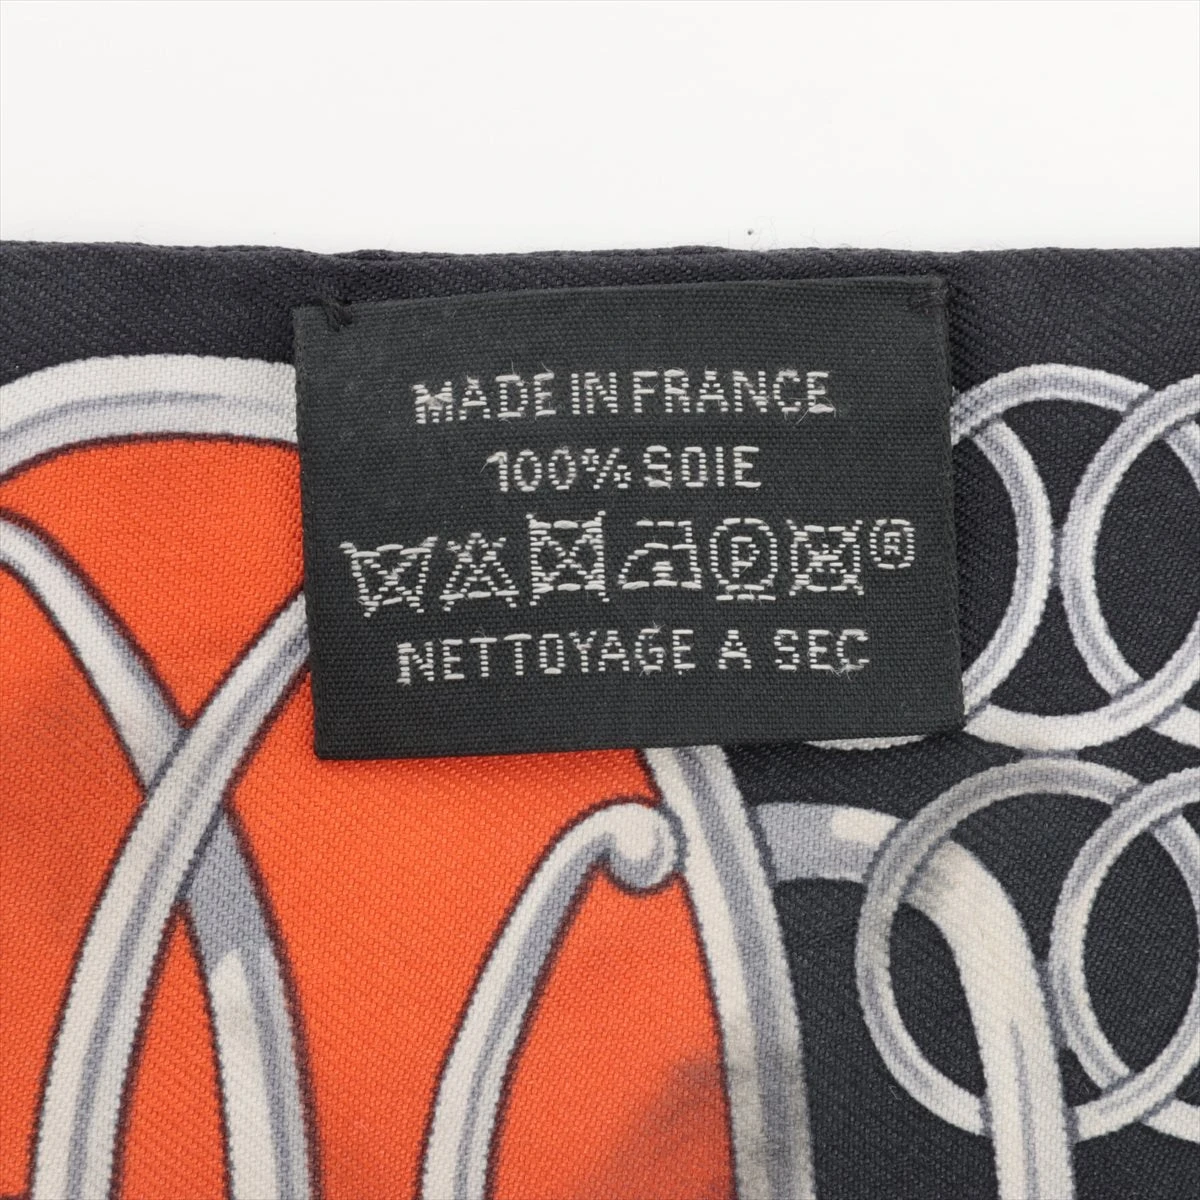 MADE IN FRANCE
100% SOIE
P ®
NETTOYAGE A SEC